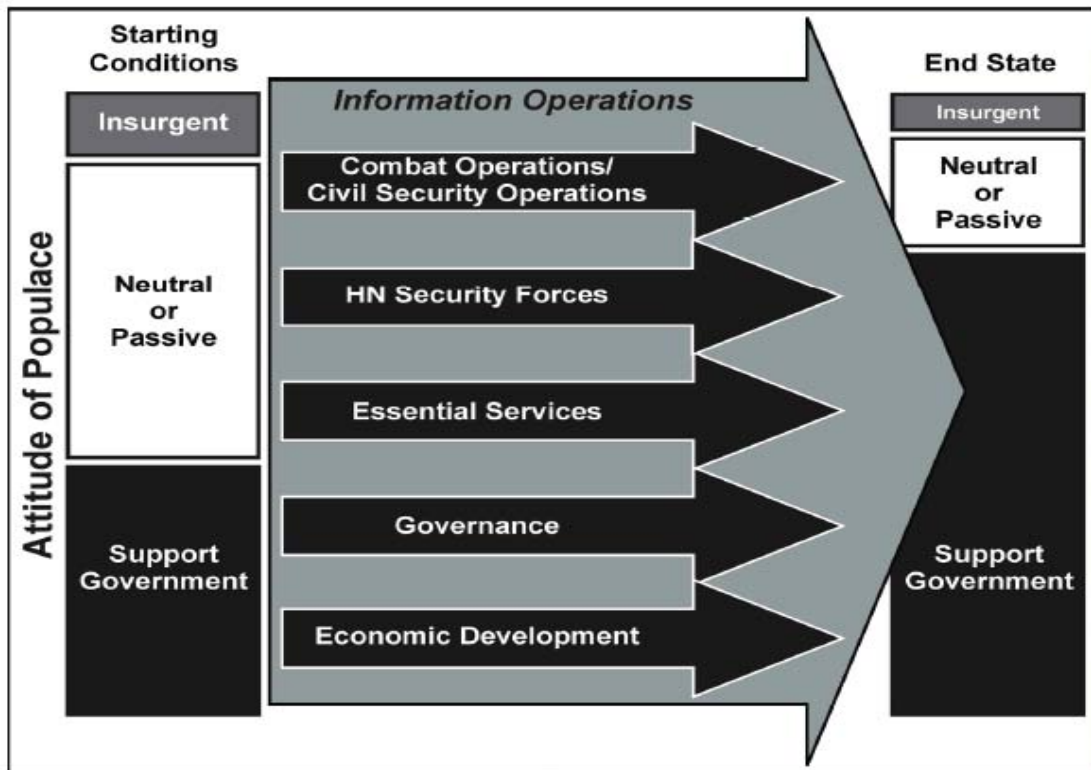 Starting
Conditions
Insurgent
Neutral
or
Passive
Support
Government
Attitude of Populace
Information Operations
Combat Operations/
Civil Security Operations
HN Security Forces
Essential Services
Governance
Economic Development
End State
Insurgent
Neutral
or
Passive
Support
Government